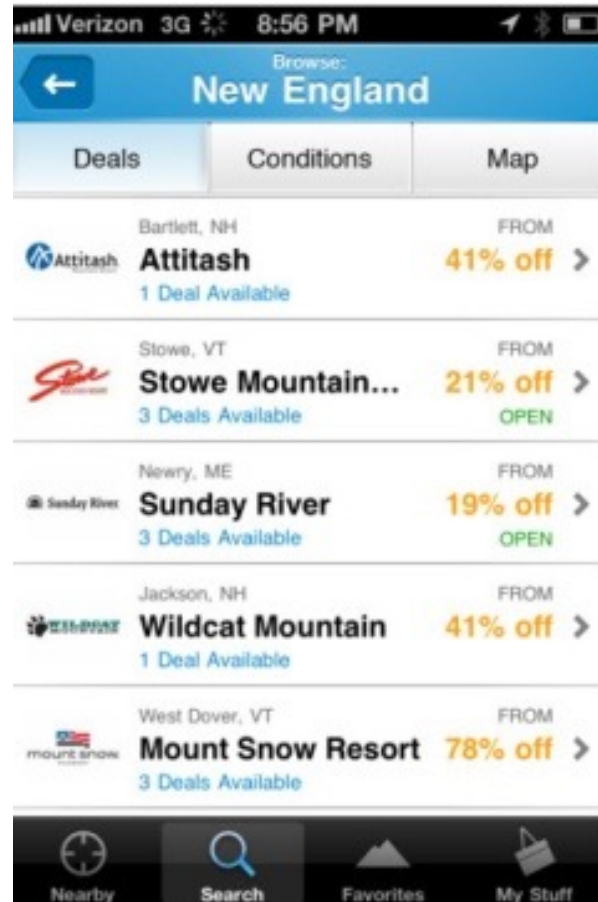 Verizon 3G 8:56 PM
Browse:
New England
Deals Conditions Map
Bartlett, NH FROM
Attitash Attitash 41% off
1 Deal Available
Stowe, VT FROM
Stowe Stowe Mountain... 21% off
3 Deals Available OPEN
Newry, ME FROM
Sunday River Sunday River 19% off
3 Deals Available OPEN
Jackson, NH FROM
WILDCAT Wildcat Mountain 41% off
1 Deal Available
West Dover, VT FROM
mount snow Mount Snow Resort 78% off
3 Deals Available
Nearby Search Favorites My Stuff